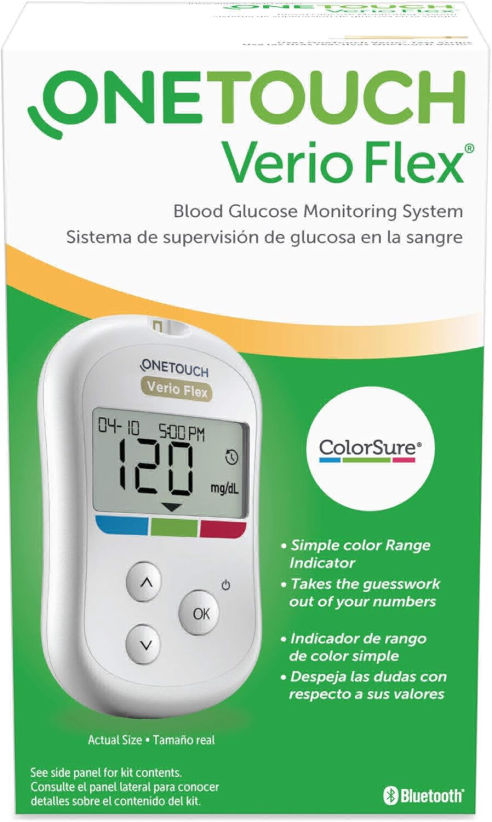 Verio Flex®
ONETOUCH
Verio Flex®
Blood Glucose Monitoring System
Sistema de supervisión de glucosa en la sangre
ONETOUCH
Verio Flex
04-10 5:00 PM
120
mg/dL
OK
ColorSure®
• Simple color Range
Indicator
• Takes the guesswork
out of your numbers
• Indicador de rango
de color simple
• Despeja las dudas con
respecto a sus valores
Actual Size • Tamaño real
See side panel for kit contents.
Consulte el panel lateral para conocer
detalles sobre el contenido del kit.
Bluetooth®